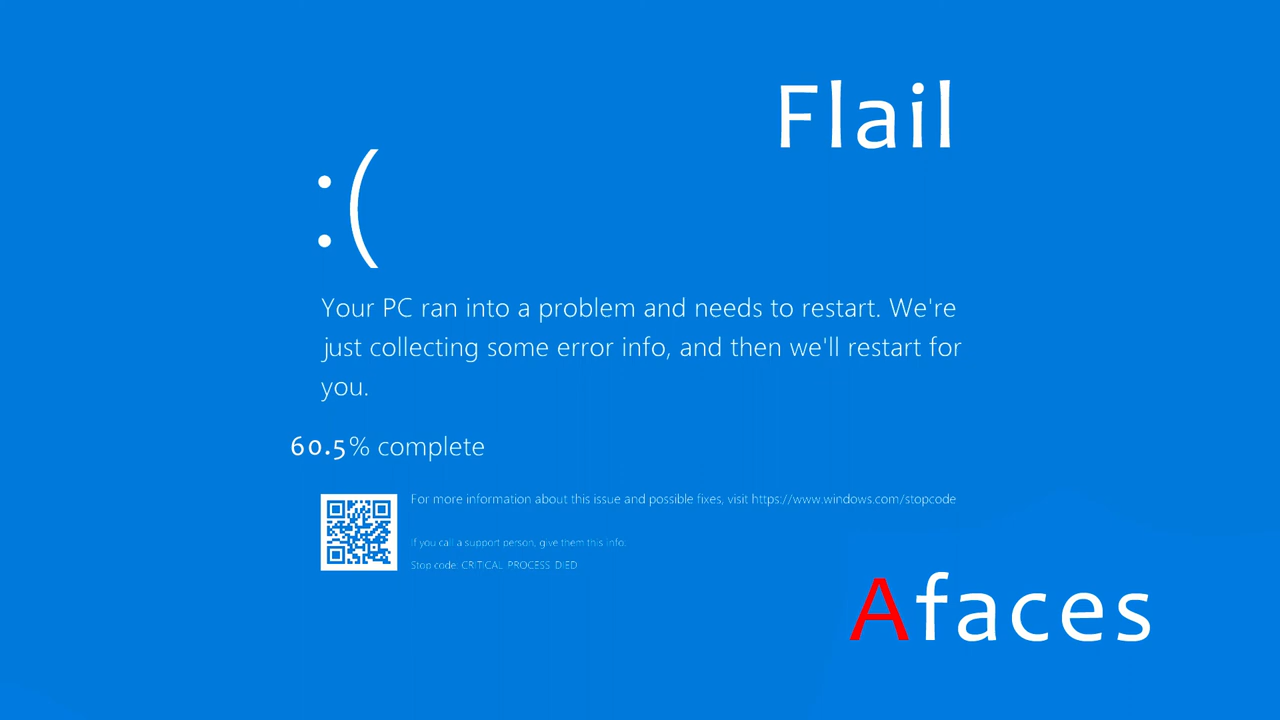 Flail
:(
Your PC ran into a problem and needs to restart. We're
just collecting some error info, and then we'll restart for
you.
60.5% complete
For more information about this issue and possible fixes, visit https://www.windows.com/stopcode
If you call a support person, give them this info:
Stop code: CRITICAL_PROCESS_DIED
Afaces